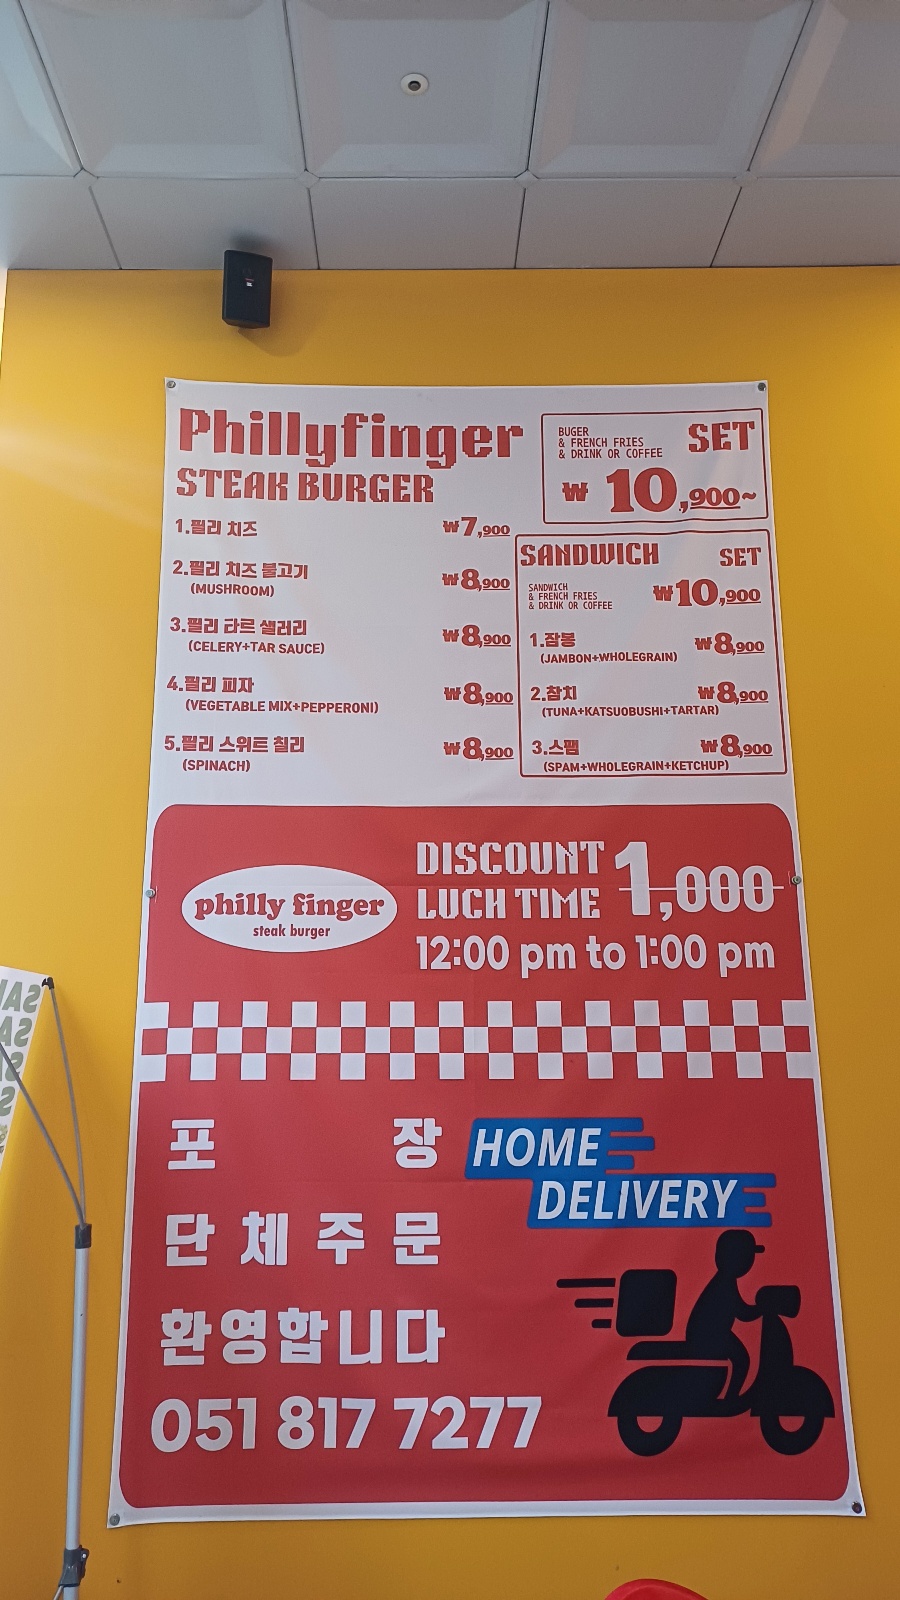 Phillyfinger
STEAK BURGER
1.필리 치즈 ₩7,900
2.필리 치즈 불고기 ₩8,900
(MUSHROOM)
3.필리 타르 샐러리 ₩8,900
(CELERY+TAR SAUCE)
4.필리 피자 ₩8,900
(VEGETABLE MIX+PEPPERONI)
5.필리 스위트 칠리 ₩8,900
(SPINACH)
BUGER
& FRENCH FRIES
& DRINK OR COFFEE
SET
₩10,900~
SANDWICH SET
SANDWICH
& FRENCH FRIES
& DRINK OR COFFEE
₩10,900
1.잠봉 ₩8,900
(JAMBON+WHOLEGRAIN)
2.참치 ₩8,900
(TUNA+KATSUOBUSHI+TARTAR)
3.스팸 ₩8,900
(SPAM+WHOLEGRAIN+KETCHUP)
philly finger
steak burger
DISCOUNT
LUCH TIME
1,000
12:00 pm to 1:00 pm
포 장
단 체 주 문
환영합니다
051 817 7277
HOME
DELIVERY